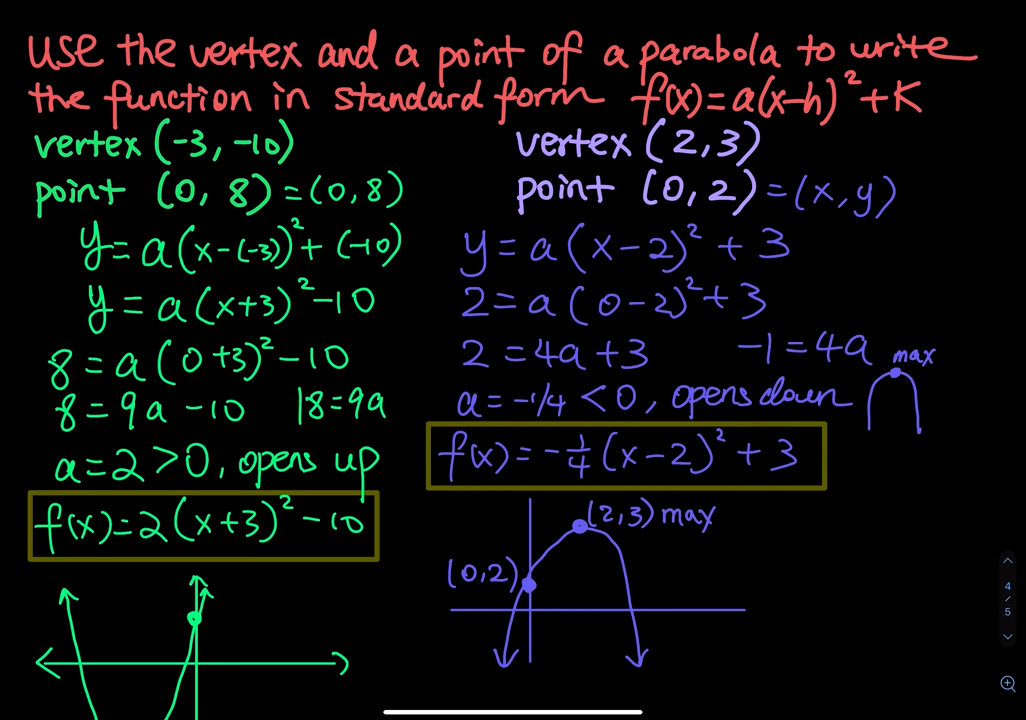 USE the vertex and a point of a parabola to write
the function in standard form f(x) = a(x-h)² + K
vertex (-3, -10)
point (0, 8) = (0, 8)
y = a(x-(-3))² + (-10)
y = a(x+3)² -10
8 = a(0+3)² -10
8 = 9a -10 18 = 9a
a = 2 > 0, opens up
f(x) = 2(x+3)² -10
vertex (2, 3)
point (0, 2) = (x, y)
y = a(x-2)² + 3
2 = a(0-2)² + 3
2 = 4a + 3 -1 = 4a
max
a = -1/4 < 0, opens down
f(x) = -1/4 (x-2)² + 3
(2, 3) max
(0, 2)
4
/
5